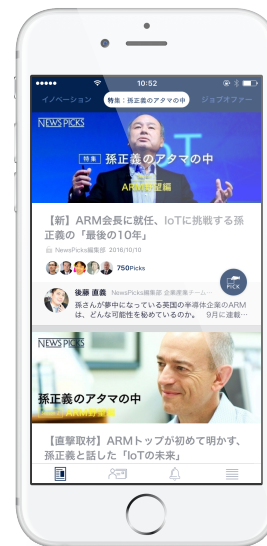 10:52
イノベーション
特集：孫正義のアタマの中
ジョブオファー
NEWSPICKS
IoT
特集 孫正義のアタマの中
ARM野望編
【新】ARM会長に就任、IoTに挑戦する孫
正義の「最後の10年」
NewsPicks編集部 2016/10/10
750Picks
PICK
後藤 直義 NewsPicks編集部 企業産業チーム…
孫さんが夢中になっている英国の半導体企業のARM
は、どんな可能性を秘めているのか。 9月に連載…
NEWSPICKS
孫正義のアタマの中
ARM野望編
【直撃取材】ARMトップが初めて明かす、
孫正義と話した「IoTの未来」